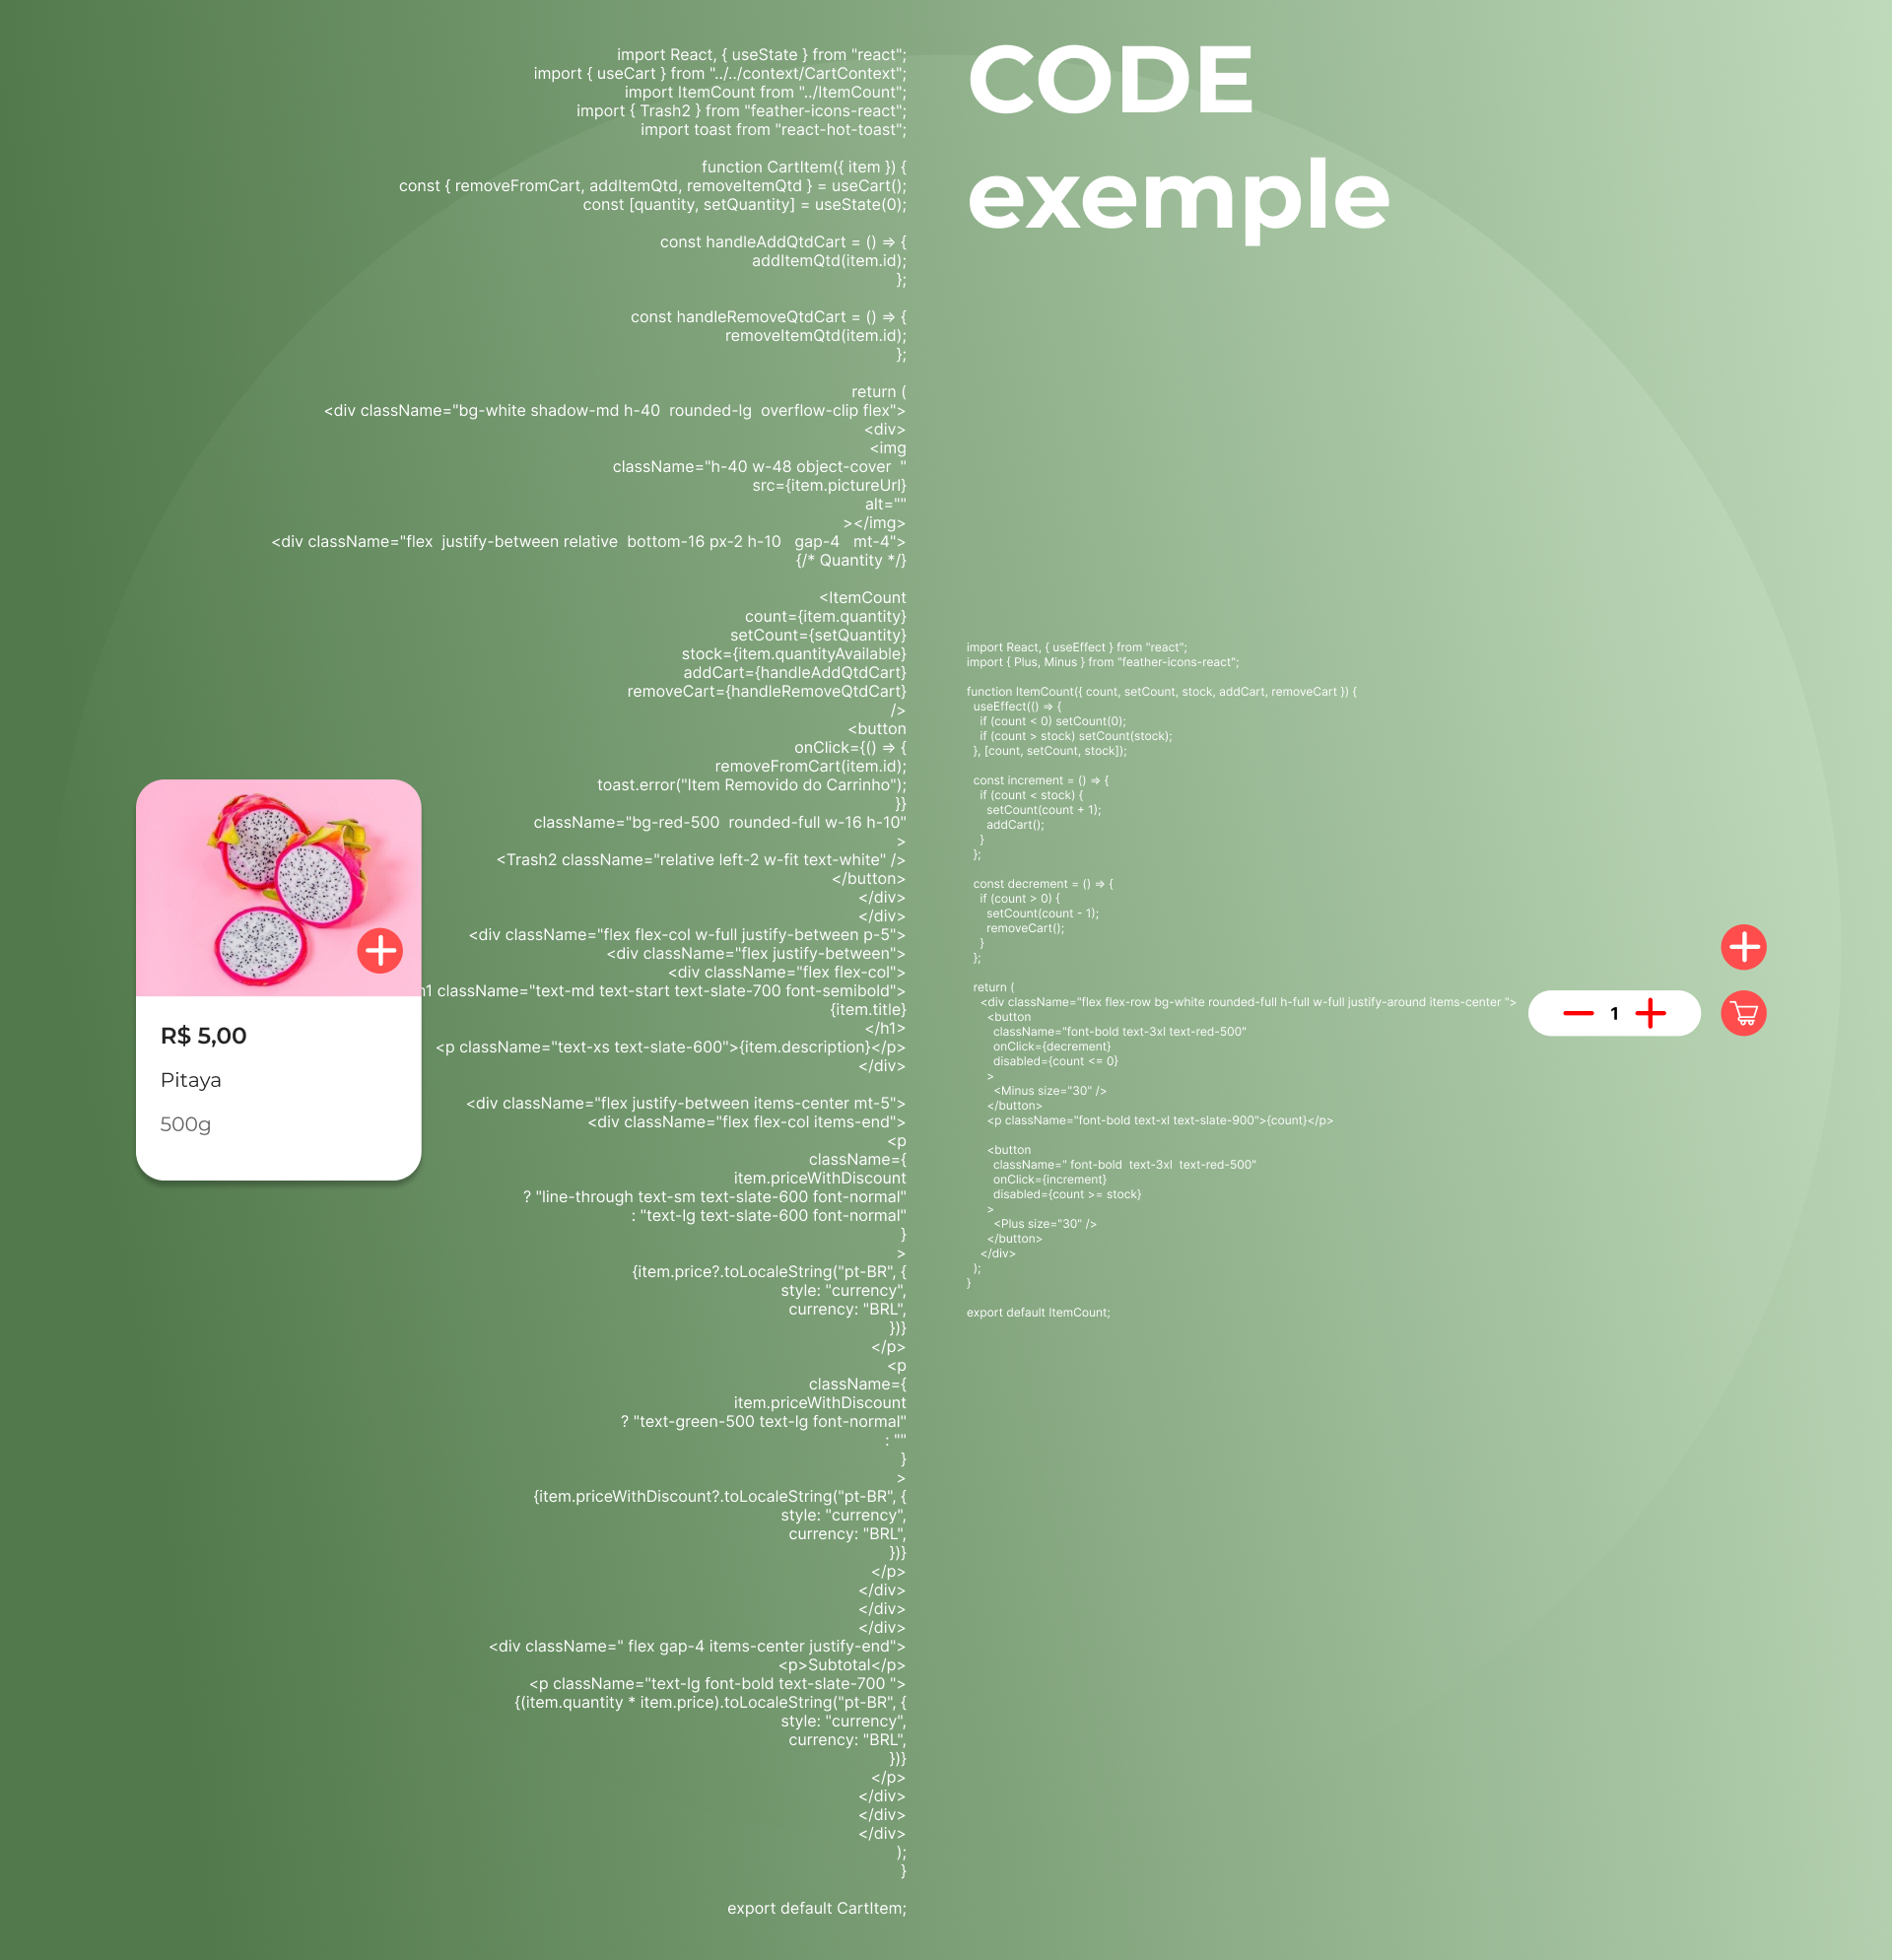 CODE
exemple
import React, { useState } from "react";
import { useCart } from "../../context/CartContext";
import ItemCount from "../ItemCount";
import { Trash2 } from "feather-icons-react";
import toast from "react-hot-toast";
function CartItem({ item }) {
const { removeFromCart, addItemQtd, removeItemQtd } = useCart();
const [quantity, setQuantity] = useState(0);
const handleAddQtdCart = () => {
addItemQtd(item.id);
};
const handleRemoveQtdCart = () => {
removeItemQtd(item.id);
};
return (
<div className="bg-white shadow-md h-40  rounded-lg  overflow-clip flex">
<div>
<img
className="h-40 w-48 object-cover  "
src={item.pictureUrl}
alt=""
></img>
<div className="flex  justify-between relative  bottom-16 px-2 h-10   gap-4   mt-4">
{/* Quantity */}
<ItemCount
count={item.quantity}
setCount={setQuantity}
stock={item.quantityAvailable}
addCart={handleAddQtdCart}
removeCart={handleRemoveQtdCart}
/>
<button
onClick={() => {
removeFromCart(item.id);
toast.error("Item Removido do Carrinho");
}}
className="bg-red-500  rounded-full w-16 h-10"
>
<Trash2 className="relative left-2 w-fit text-white" />
</button>
</div>
</div>
<div className="flex flex-col w-full justify-between p-5">
<div className="flex justify-between">
<div className="flex flex-col">
className="text-md text-start text-slate-700 font-semibold">
{item.title}
</h1>
<p className="text-xs text-slate-600">{item.description}</p>
</div>
<div className="flex justify-between items-center mt-5">
<div className="flex flex-col items-end">
<p
className={
item.priceWithDiscount
? "line-through text-sm text-slate-600 font-normal"
: "text-lg text-slate-600 font-normal"
}
>
{item.price?.toLocaleString("pt-BR", {
style: "currency",
currency: "BRL",
})}
</p>
<p
className={
item.priceWithDiscount
? "text-green-500 text-lg font-normal"
: ""
}
>
{item.priceWithDiscount?.toLocaleString("pt-BR", {
style: "currency",
currency: "BRL",
})}
</p>
</div>
</div>
</div>
<div className=" flex gap-4 items-center justify-end">
<p>Subtotal</p>
<p className="text-lg font-bold text-slate-700 ">
{(item.quantity * item.price).toLocaleString("pt-BR", {
style: "currency",
currency: "BRL",
})}
</p>
</div>
</div>
</div>
);
}
export default CartItem;
R$ 5,00
Pitaya
500g
import React, { useEffect } from "react";
import { Plus, Minus } from "feather-icons-react";
function ItemCount({ count, setCount, stock, addCart, removeCart }) {
useEffect(() => {
if (count < 0) setCount(0);
if (count > stock) setCount(stock);
}, [count, setCount, stock]);
const increment = () => {
if (count < stock) {
setCount(count + 1);
addCart();
}
};
const decrement = () => {
if (count > 0) {
setCount(count - 1);
removeCart();
}
};
return (
<div className="flex flex-row bg-white rounded-full h-full w-full justify-around items-center ">
<button
className="font-bold text-3xl text-red-500"
onClick={decrement}
disabled={count <= 0}
>
<Minus size="30" />
</button>
<p className="font-bold text-xl text-slate-900">{count}</p>
<button
className=" font-bold  text-3xl  text-red-500"
onClick={increment}
disabled={count >= stock}
>
<Plus size="30" />
</button>
</div>
);
}
export default ItemCount;
1